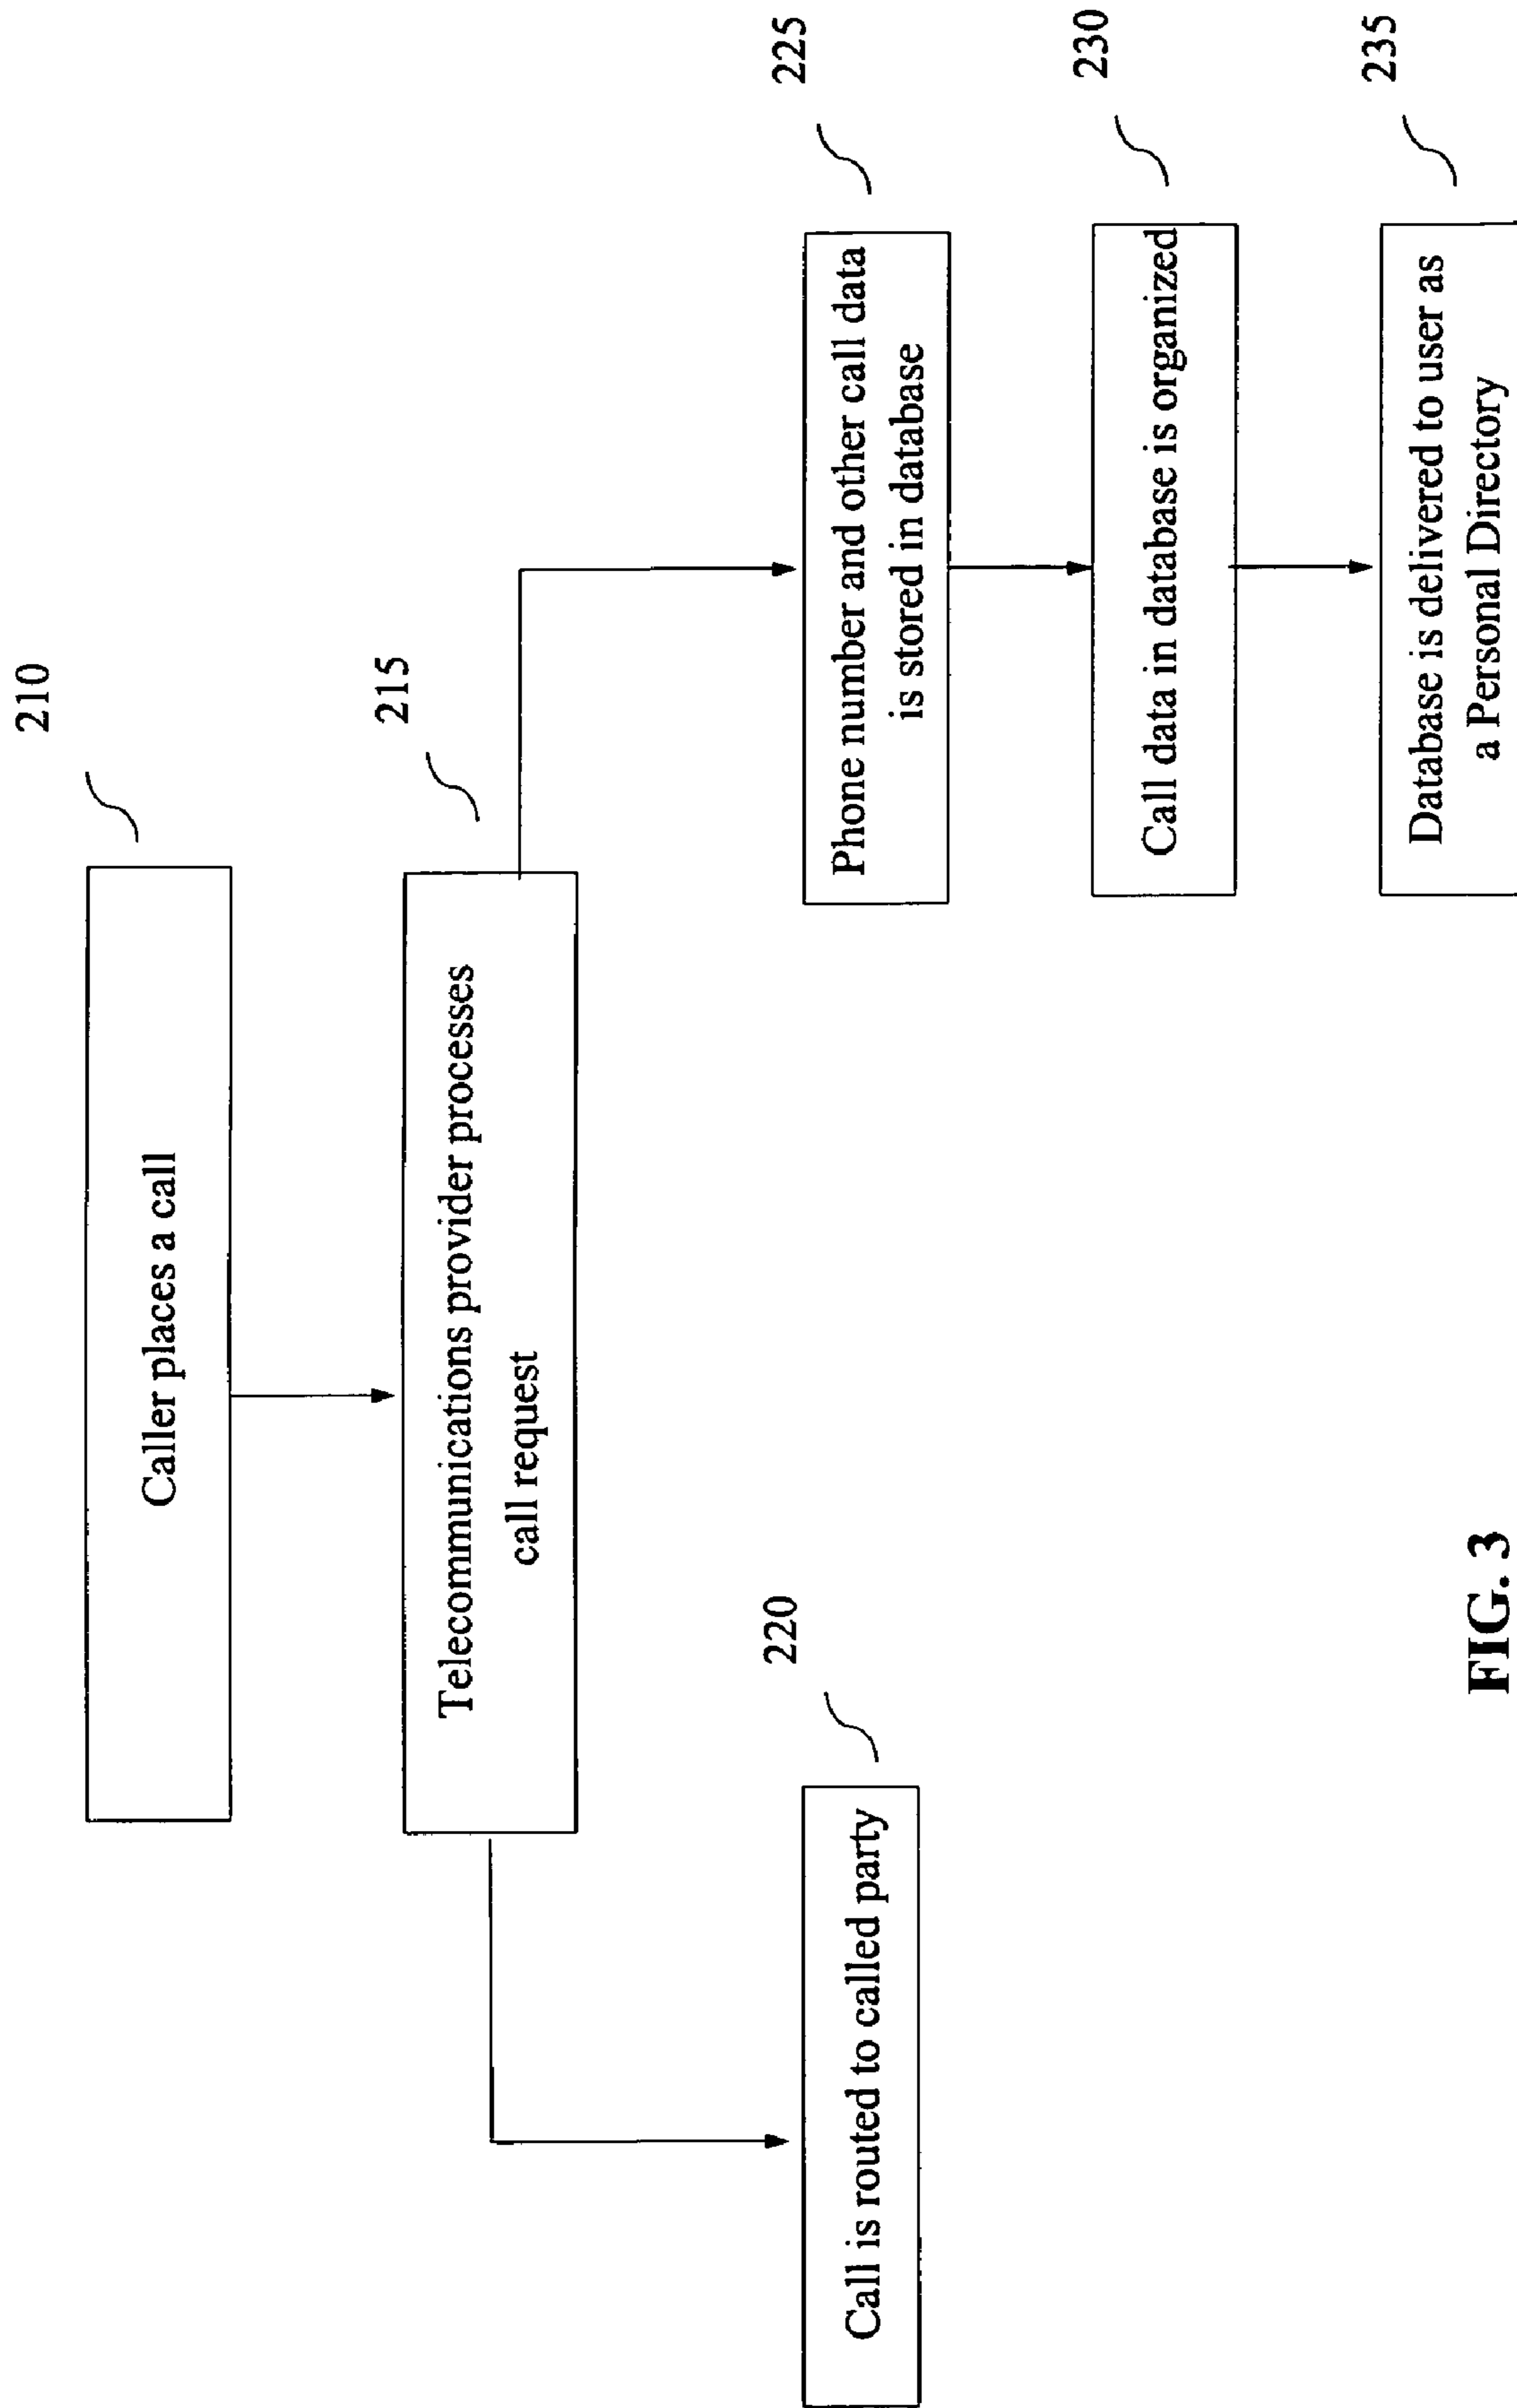 210
Caller places a call
215
Telecommunications provider processes
call request
220
Call is routed to called party
225
Phone number and other call data
is stored in database
230
Call data in database is organized
235
Database is delivered to user as
a Personal Directory
FIG. 3